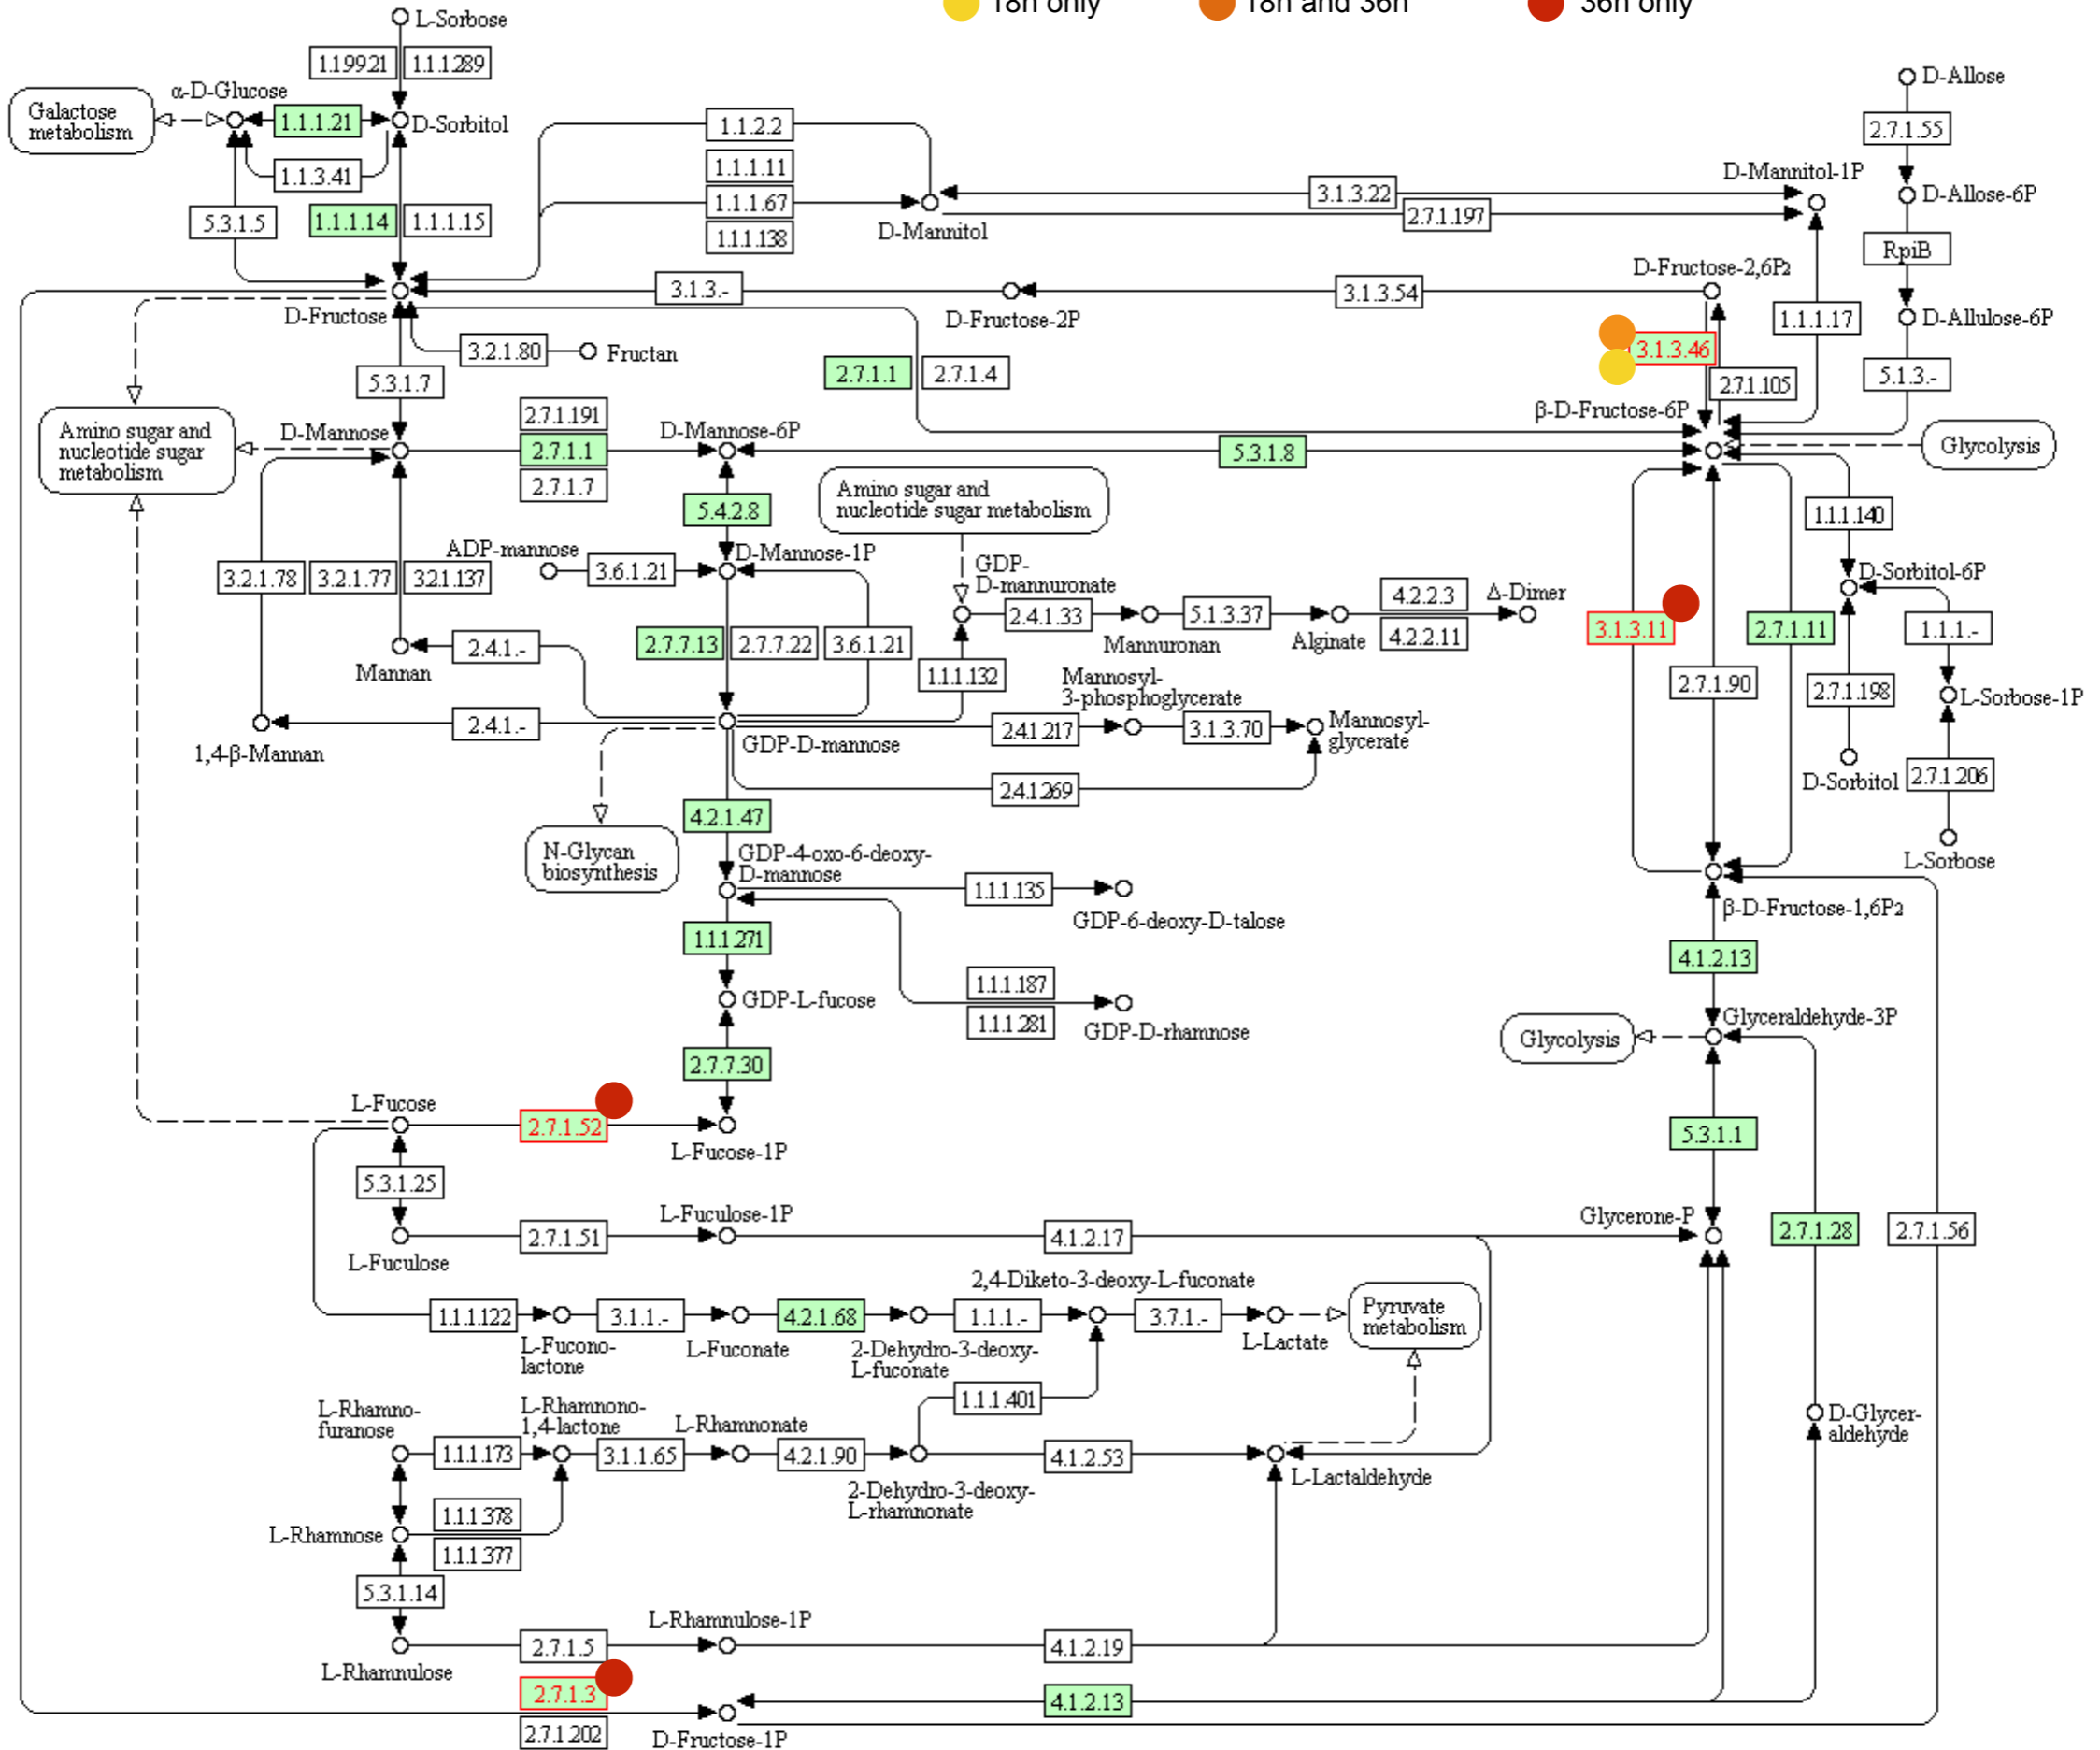 18h only
18h and 36h
36h only
L-Sorbose
1.1.99.21
1.1.1.289
D-Allose
α-D-Glucose
Galactose
metabolism
1.1.1.21
D-Sorbitol
1.1.2.2
2.7.1.55
1.1.3.41
1.1.1.11
D-Mannitol-1P
3.1.3.22
D-Allose-6P
5.3.1.5
1.1.1.14
1.1.1.15
1.1.1.67
2.7.1.197
1.1.1.138
D-Mannitol
RpiB
D-Fructose-2,6P2
3.1.3.-
3.1.3.54
D-Fructose
D-Fructose-2P
1.1.1.17
D-Allulose-6P
3.2.1.80
Fructan
3.1.3.46
5.3.1.7
2.7.1.1
2.7.1.4
2.7.1.105
5.1.3.-
2.7.1.191
β-D-Fructose-6P
Amino sugar and
nucleotide sugar
metabolism
D-Mannose
2.7.1.1
D-Mannose-6P
5.3.1.8
Glycolysis
2.7.1.7
Amino sugar and
nucleotide sugar metabolism
5.4.2.8
1.1.1.140
ADP-mannose
D-Mannose-1P
3.2.1.78
3.2.1.77
3.2.1.137
3.6.1.21
GDP-
D-mannuronate
D-Sorbitol-6P
2.4.1.33
5.1.3.37
4.2.2.3
Δ-Dimer
Mannuronan
Alginate
4.2.2.11
3.1.3.11
2.7.1.11
1.1.1.-
2.4.1.-
2.7.7.13
2.7.7.22
3.6.1.21
Mannan
1.1.1.132
Mannosyl-
3-phosphoglycerate
2.7.1.90
2.7.1.198
L-Sorbose-1P
2.4.1.-
2.4.1.217
3.1.3.70
Mannosyl-
glycerate
1,4-β-Mannan
GDP-D-mannose
2.4.1.269
D-Sorbitol
2.7.1.206
4.2.1.47
N-Glycan
biosynthesis
GDP-4-oxo-6-deoxy-
D-mannose
L-Sorbose
1.1.1.135
GDP-6-deoxy-D-talose
β-D-Fructose-1,6P2
1.1.1.271
4.1.2.13
1.1.1.187
GDP-L-fucose
1.1.1.281
GDP-D-rhamnose
Glyceraldehyde-3P
Glycolysis
2.7.7.30
L-Fucose
2.7.1.52
L-Fucose-1P
5.3.1.1
5.3.1.25
L-Fuculose-1P
Glycerone-P
2.7.1.51
4.1.2.17
2.7.1.28
2.7.1.56
L-Fuculose
2,4-Diketo-3-deoxy-L-fuconate
1.1.1.122
3.1.1.-
4.2.1.68
1.1.1.-
3.7.1.-
Pyruvate
metabolism
L-Fucono-
lactone
L-Fuconate
2-Dehydro-3-deoxy-
L-fuconate
L-Lactate
1.1.1.401
L-Rhamno-
furanose
L-Rhamnono-
1,4-lactone
L-Rhamnonate
D-Glycer-
aldehyde
1.1.1.173
3.1.1.65
4.2.1.90
4.1.2.53
L-Lactaldehyde
2-Dehydro-3-deoxy-
L-rhamnonate
1.1.1.378
L-Rhamnose
1.1.1.377
5.3.1.14
L-Rhamnulose-1P
2.7.1.5
4.1.2.19
L-Rhamnulose
2.7.1.3
4.1.2.13
2.7.1.202
D-Fructose-1P